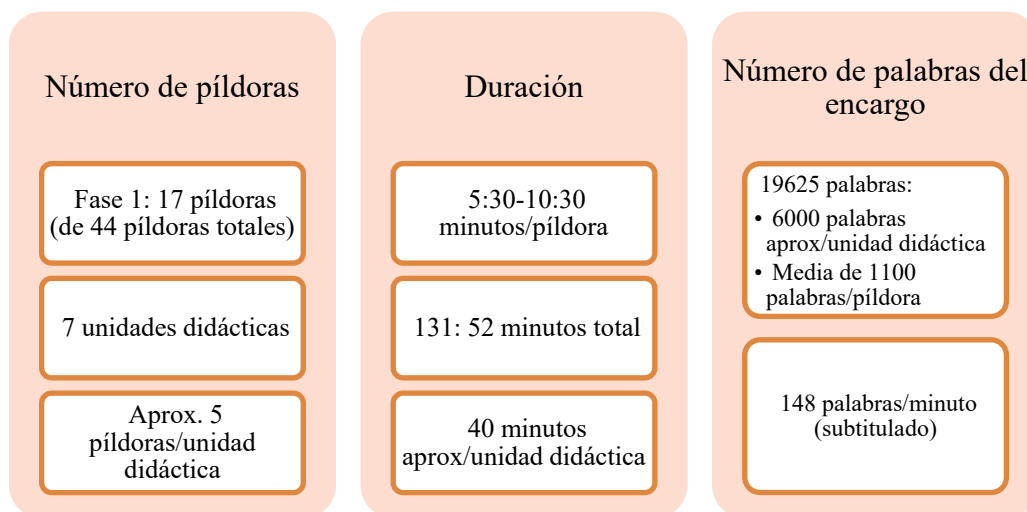 Número de píldoras
Fase 1: 17 píldoras
(de 44 píldoras totales)
7 unidades didácticas
Aprox. 5
píldoras/unidad
didáctica
Duración
5:30-10:30
minutos/píldora
131: 52 minutos total
40 minutos
aprox/unidad didáctica
Número de palabras del
encargo
19625 palabras:
• 6000 palabras
aprox/unidad didáctica
• Media de 1100
palabras/píldora
148 palabras/minuto
(subtitulado)